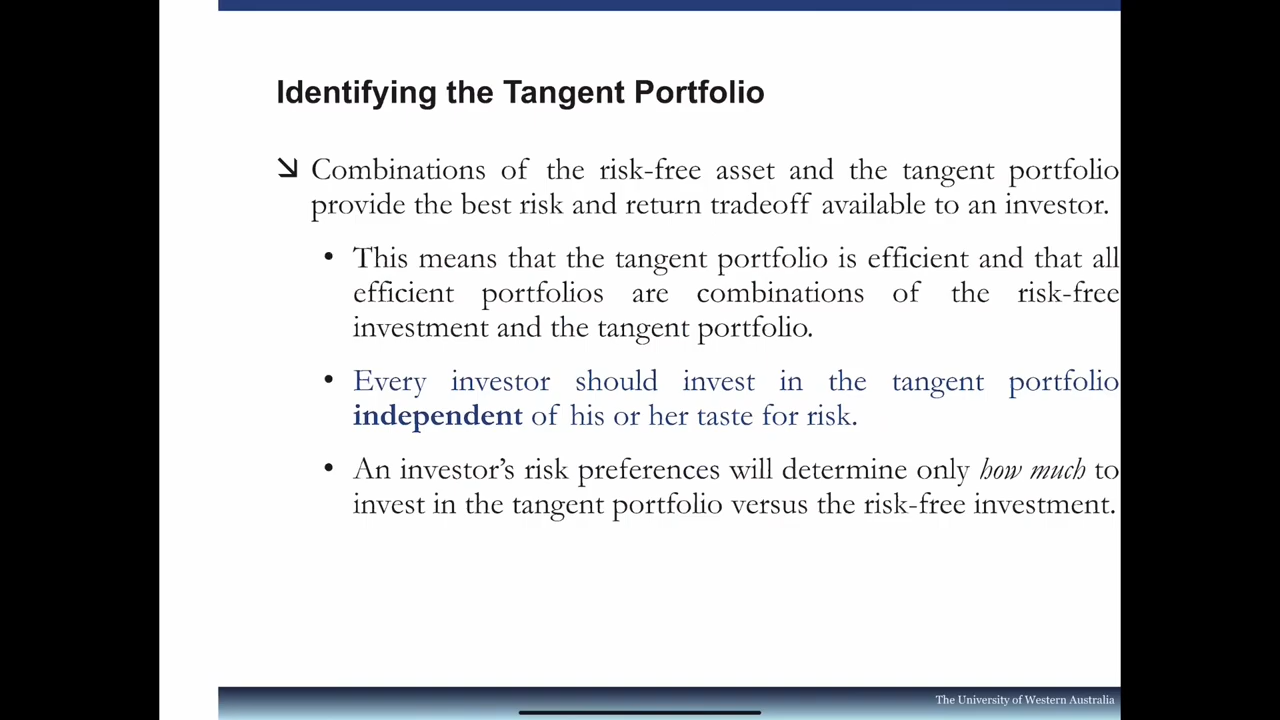 Identifying the Tangent Portfolio
Combinations of the risk-free asset and the tangent portfolio
provide the best risk and return tradeoff available to an investor.
• This means that the tangent portfolio is efficient and that all
efficient portfolios are combinations of the risk-free
investment and the tangent portfolio.
• Every investor should invest in the tangent portfolio
independent of his or her taste for risk.
• An investor’s risk preferences will determine only how much to
invest in the tangent portfolio versus the risk-free investment.
The University of Western Australia